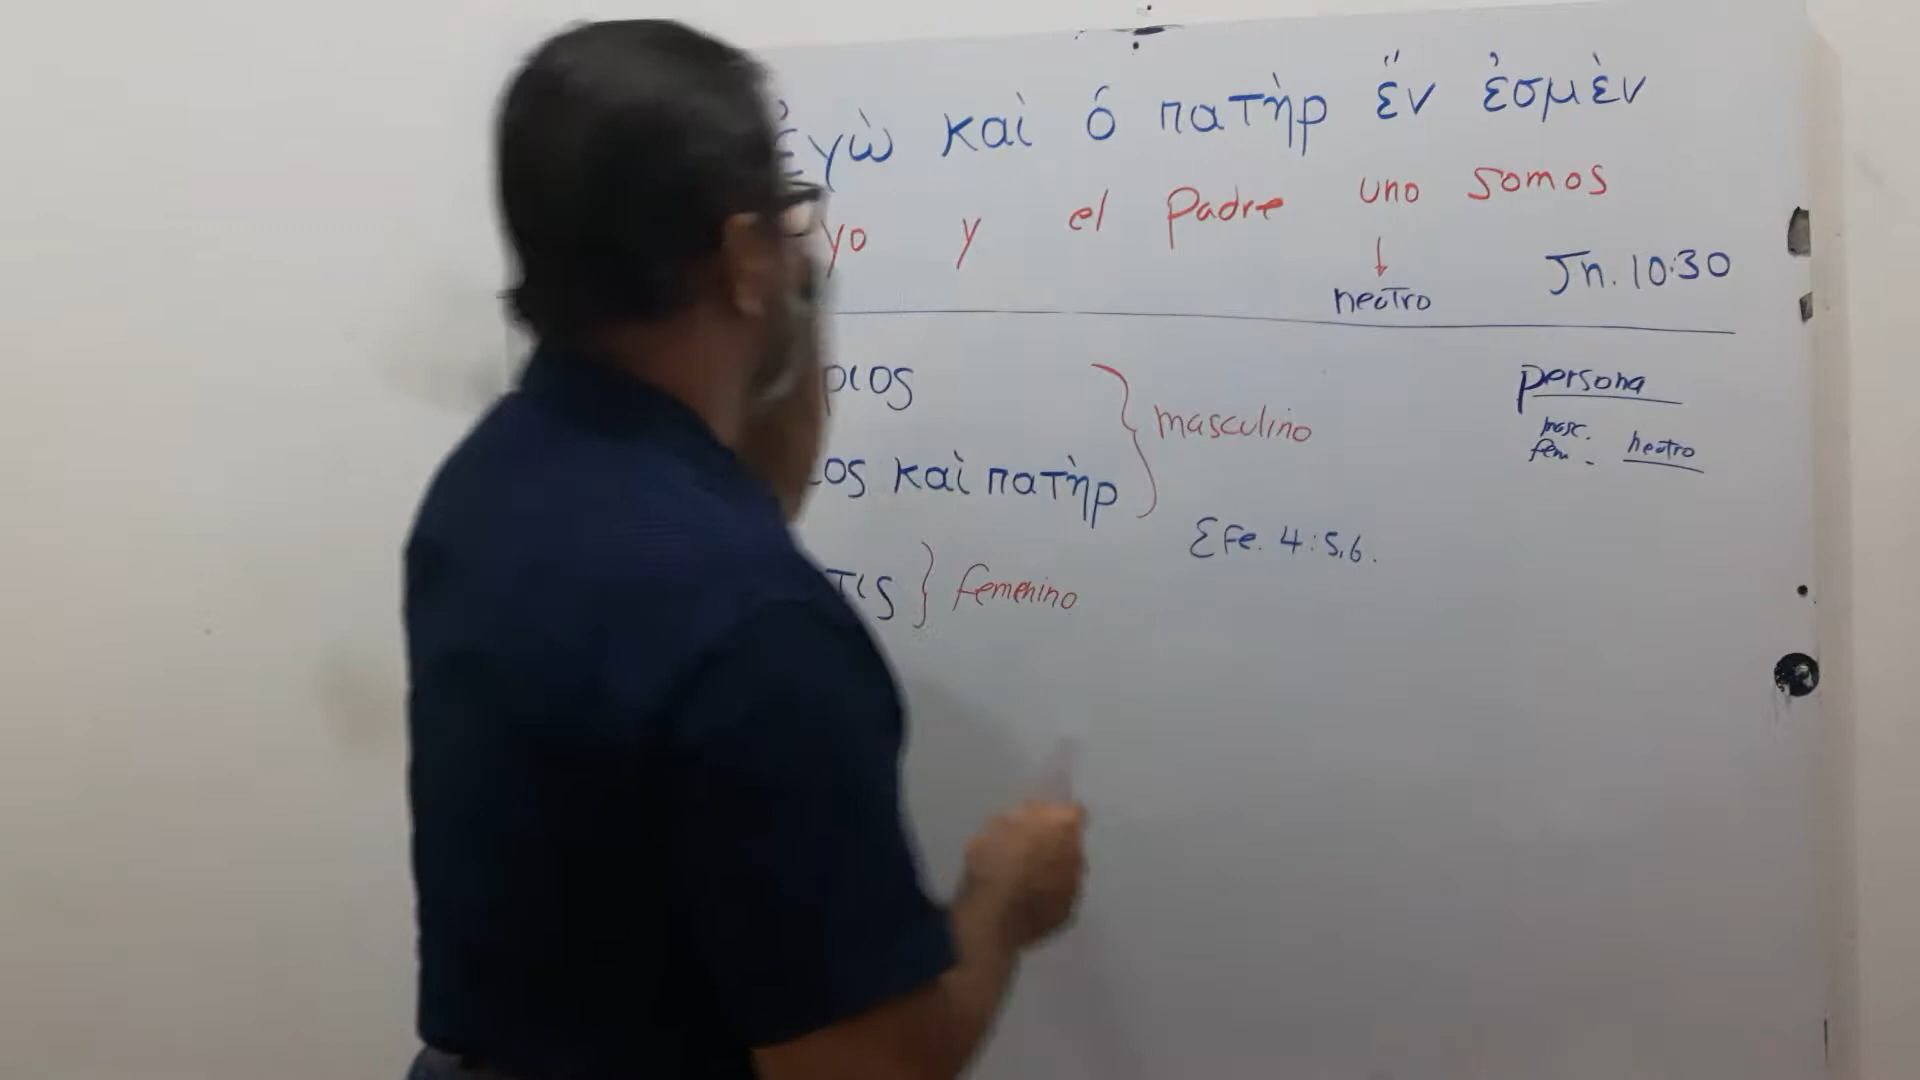 ἐγὼ καὶ ὁ πατὴρ ἕν ἐσμὲν
yo y el Padre uno somos
↓
neutro
Jn. 10:30
ριος } masculino
ος καὶ πατὴρ
Efe. 4:5,6.
τις } femenino
persona
masc.
fem. neutro